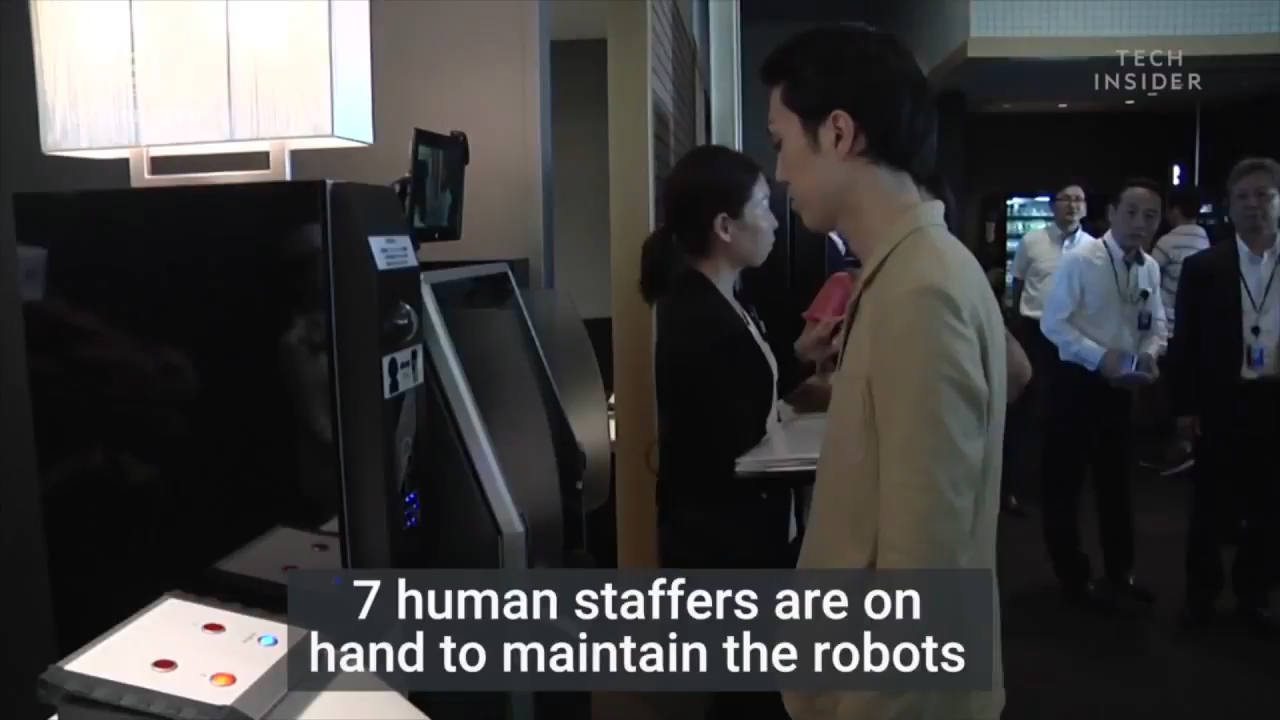 TECH
INSIDER
7 human staffers are on
hand to maintain the robots